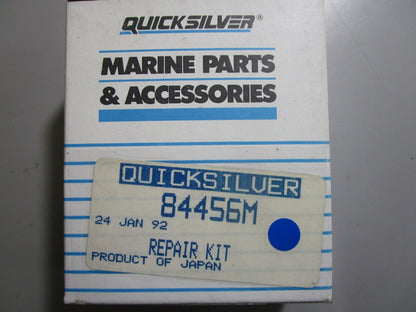 QUICKSILVER®
MARINE PARTS
& ACCESSORIES
QUICKSILVER
84456M
24 JAN 92
REPAIR KIT
PRODUCT OF JAPAN